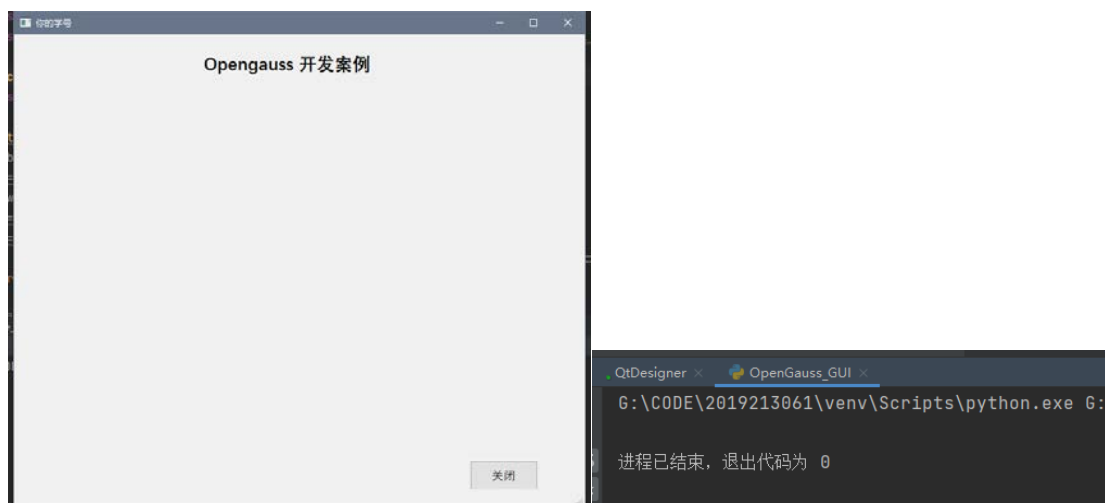 你的学号
Opengauss 开发案例
关闭
QtDesigner
OpenGauss_GUI
G:\CODE\2019213061\venv\Scripts\python.exe G:
进程已结束，退出代码为 0